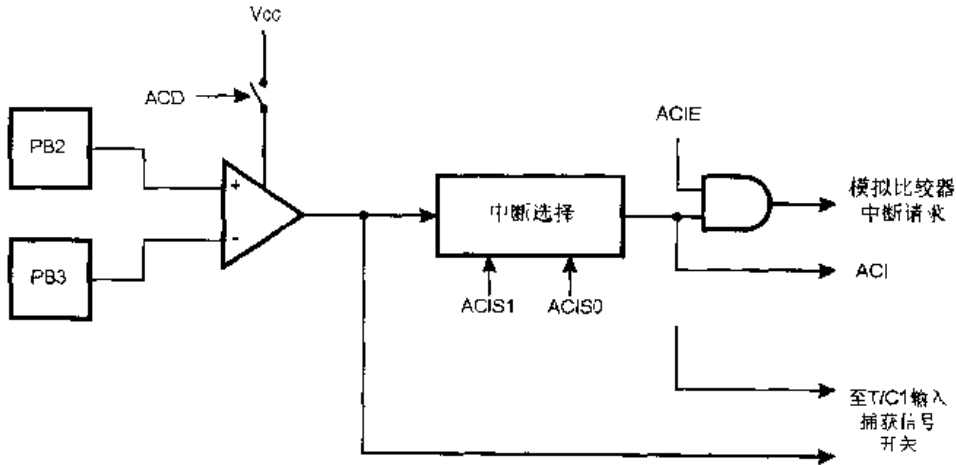 Vcc
ACD
PB2
+
-
PB3
中断选择
ACIS1
ACIS0
ACIE
模拟比较器
中断请求
ACI
至T/C1输入
捕获信号
开关